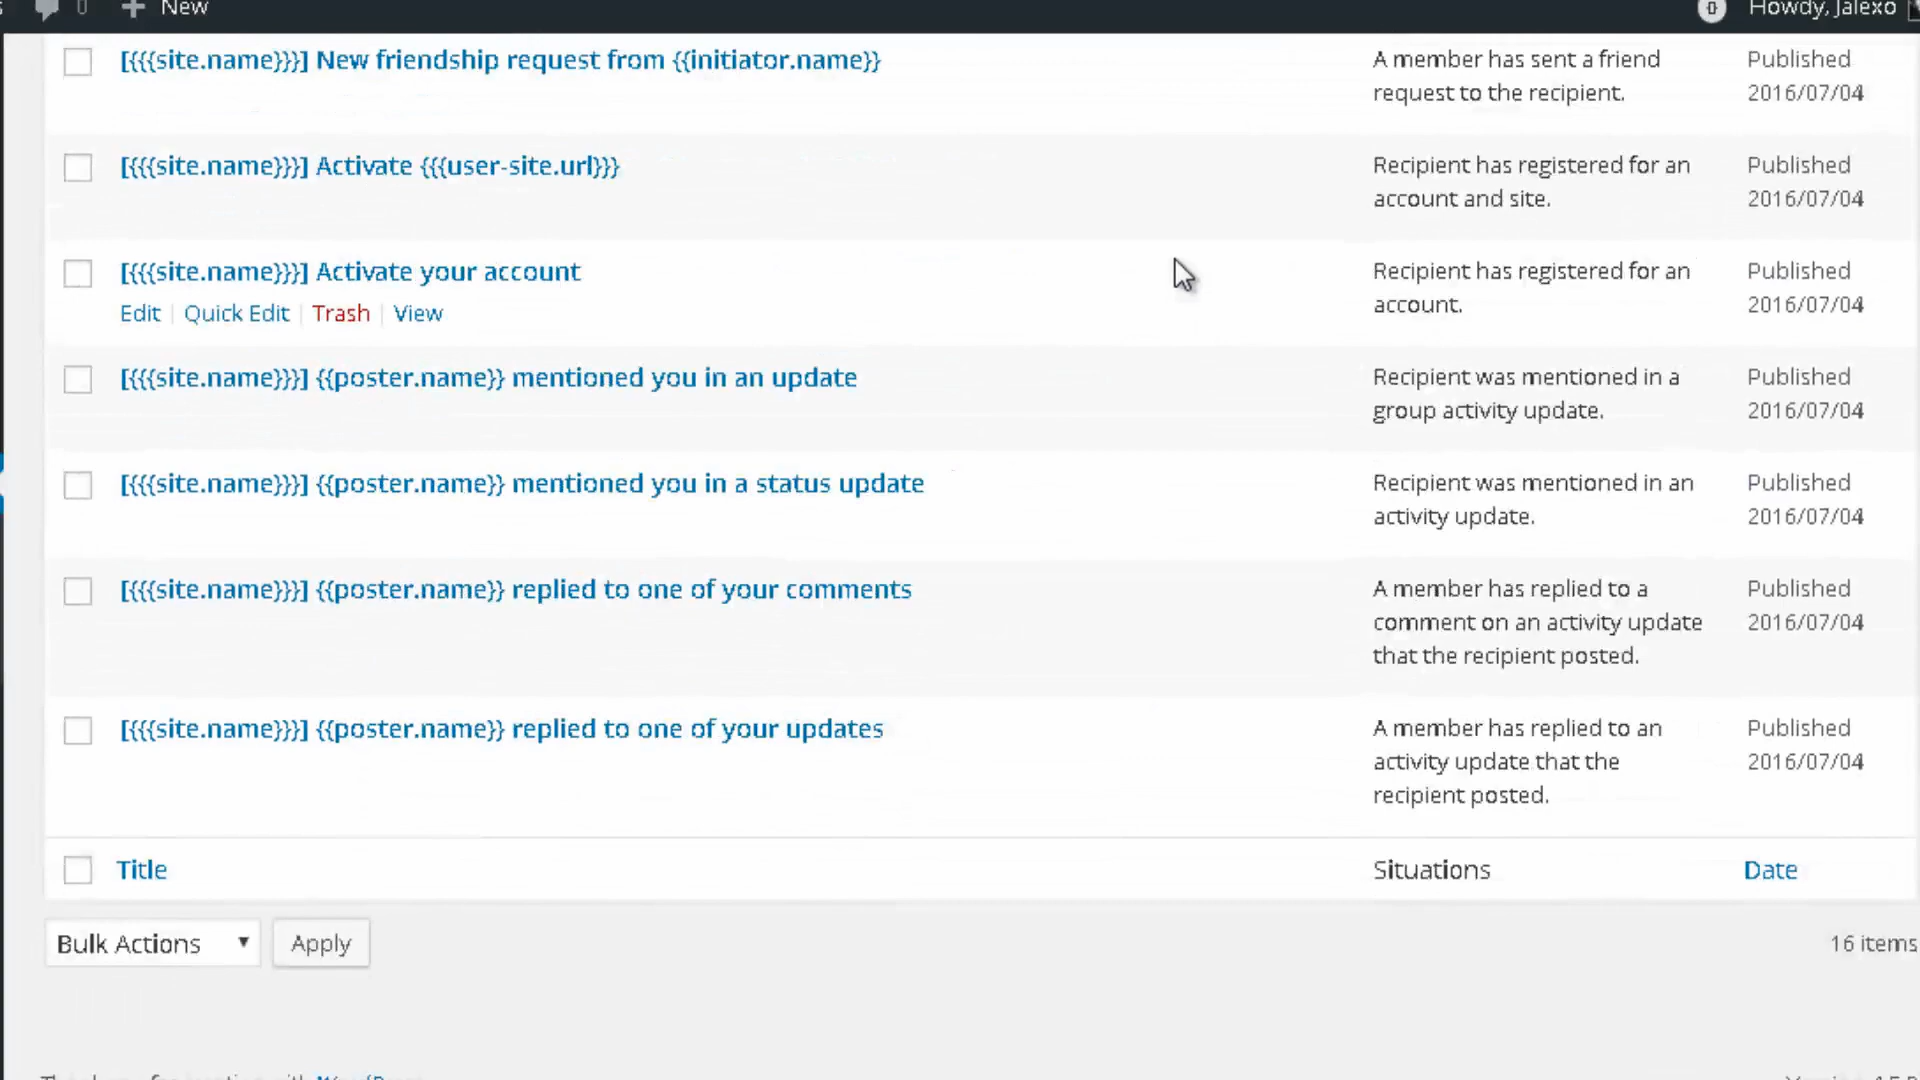 0 New 0 Howdy, Jalexo
[{{{site.name}}}] New friendship request from {{initiator.name}} A member has sent a friend Published
request to the recipient. 2016/07/04
[{{{site.name}}}] Activate {{{user-site.url}}} Recipient has registered for an Published
account and site. 2016/07/04
[{{{site.name}}}] Activate your account Recipient has registered for an Published
Edit | Quick Edit | Trash | View account. 2016/07/04
[{{{site.name}}}] {{poster.name}} mentioned you in an update Recipient was mentioned in a Published
group activity update. 2016/07/04
[{{{site.name}}}] {{poster.name}} mentioned you in a status update Recipient was mentioned in an Published
activity update. 2016/07/04
[{{{site.name}}}] {{poster.name}} replied to one of your comments A member has replied to a Published
comment on an activity update 2016/07/04
that the recipient posted.
[{{{site.name}}}] {{poster.name}} replied to one of your updates A member has replied to an Published
activity update that the 2016/07/04
recipient posted.
Title Situations Date
Bulk Actions Apply 16 items